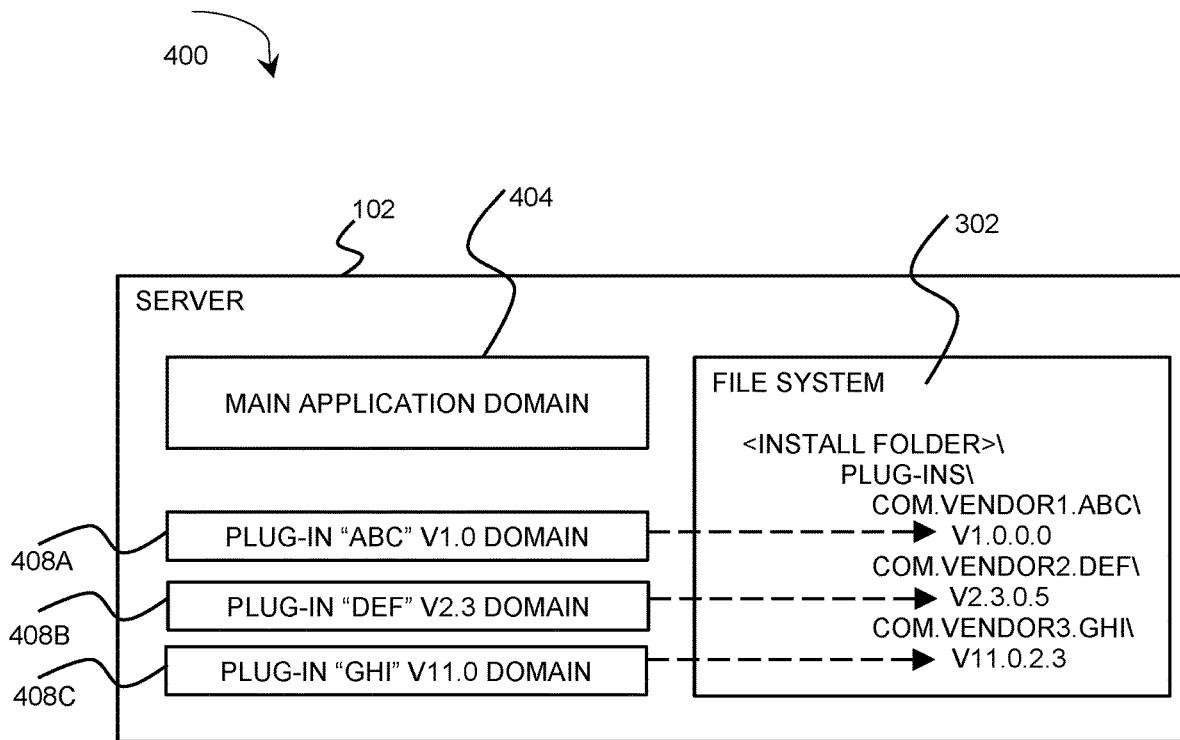 400
404
102
302
SERVER
MAIN APPLICATION DOMAIN
FILE SYSTEM
<INSTALL FOLDER>\
PLUG-INS\
COM.VENDOR1.ABC\
PLUG-IN “ABC” V1.0 DOMAIN
V1.0.0.0
408A
COM.VENDOR2.DEF\
PLUG-IN “DEF” V2.3 DOMAIN
V2.3.0.5
408B
COM.VENDOR3.GHI\
PLUG-IN “GHI” V11.0 DOMAIN
V11.0.2.3
408C